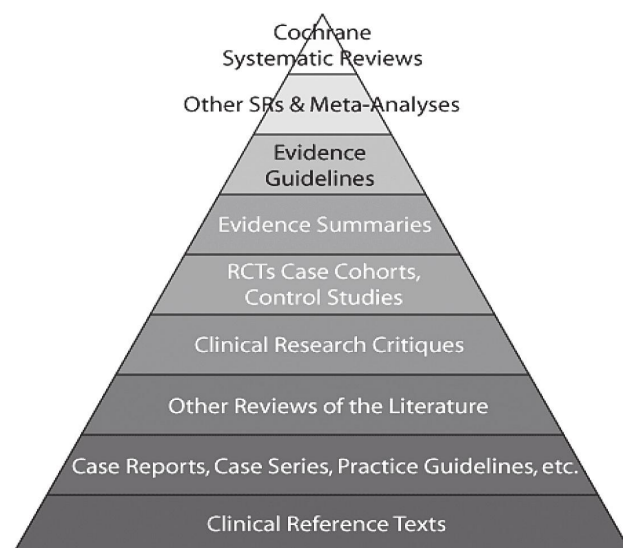 Cochrane
Systematic Reviews
Other SRs & Meta-Analyses
Evidence
Guidelines
Evidence Summaries
RCTs Case Cohorts,
Control Studies
Clinical Research Critiques
Other Reviews of the Literature
Case Reports, Case Series, Practice Guidelines, etc.
Clinical Reference Texts